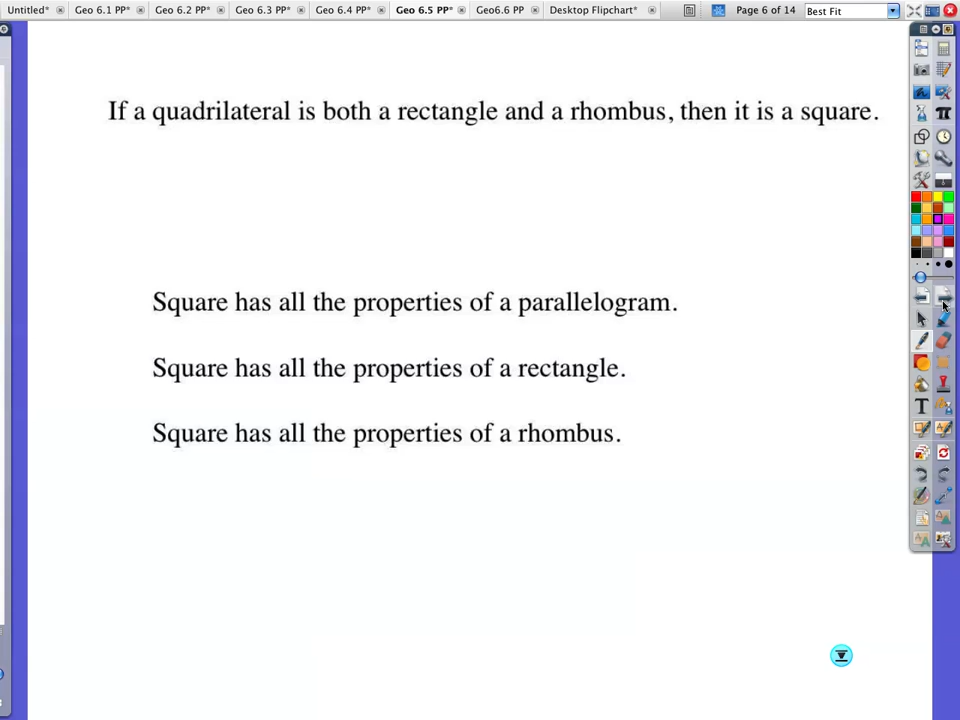 Untitled* Geo 6.1 PP* Geo 6.2 PP* Geo 6.3 PP* Geo 6.4 PP* Geo 6.5 PP* Geo6.6 PP Desktop Flipchart* Page 6 of 14 Best Fit
If a quadrilateral is both a rectangle and a rhombus, then it is a square.
Square has all the properties of a parallelogram.
Square has all the properties of a rectangle.
Square has all the properties of a rhombus.